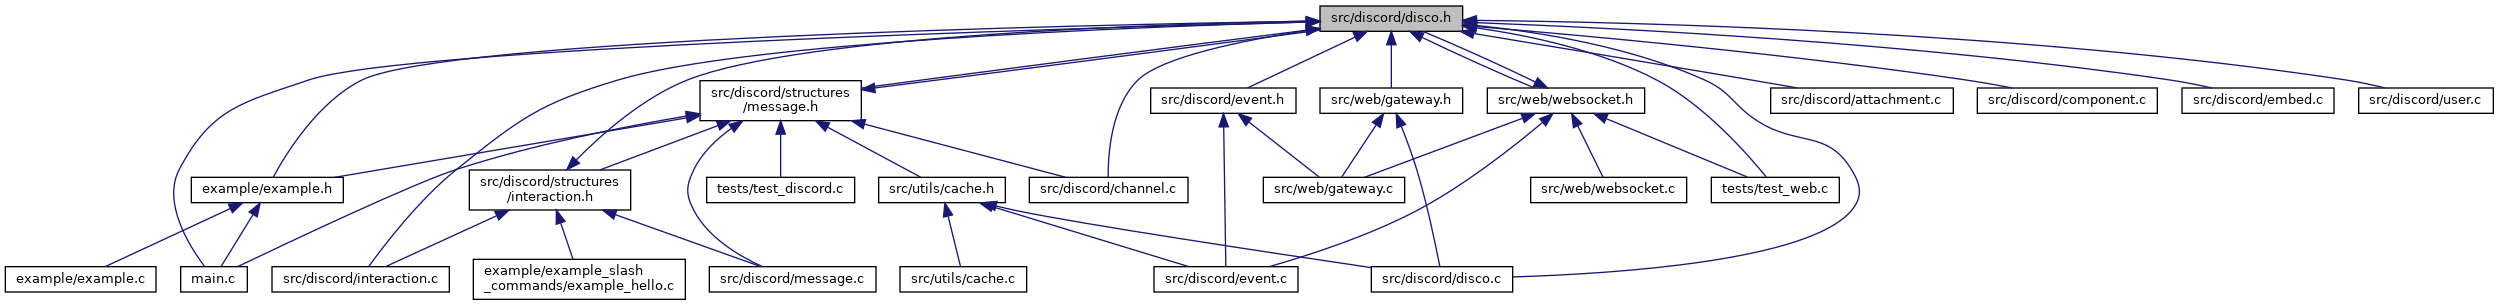 src/discord/disco.h
src/discord/structures
/message.h
src/discord/event.h
src/web/gateway.h
src/web/websocket.h
src/discord/attachment.c
src/discord/component.c
src/discord/embed.c
src/discord/user.c
example/example.h
src/discord/structures
/interaction.h
tests/test_discord.c
src/utils/cache.h
src/discord/channel.c
src/web/gateway.c
src/web/websocket.c
tests/test_web.c
example/example.c
main.c
src/discord/interaction.c
example/example_slash
_commands/example_hello.c
src/discord/message.c
src/utils/cache.c
src/discord/event.c
src/discord/disco.c